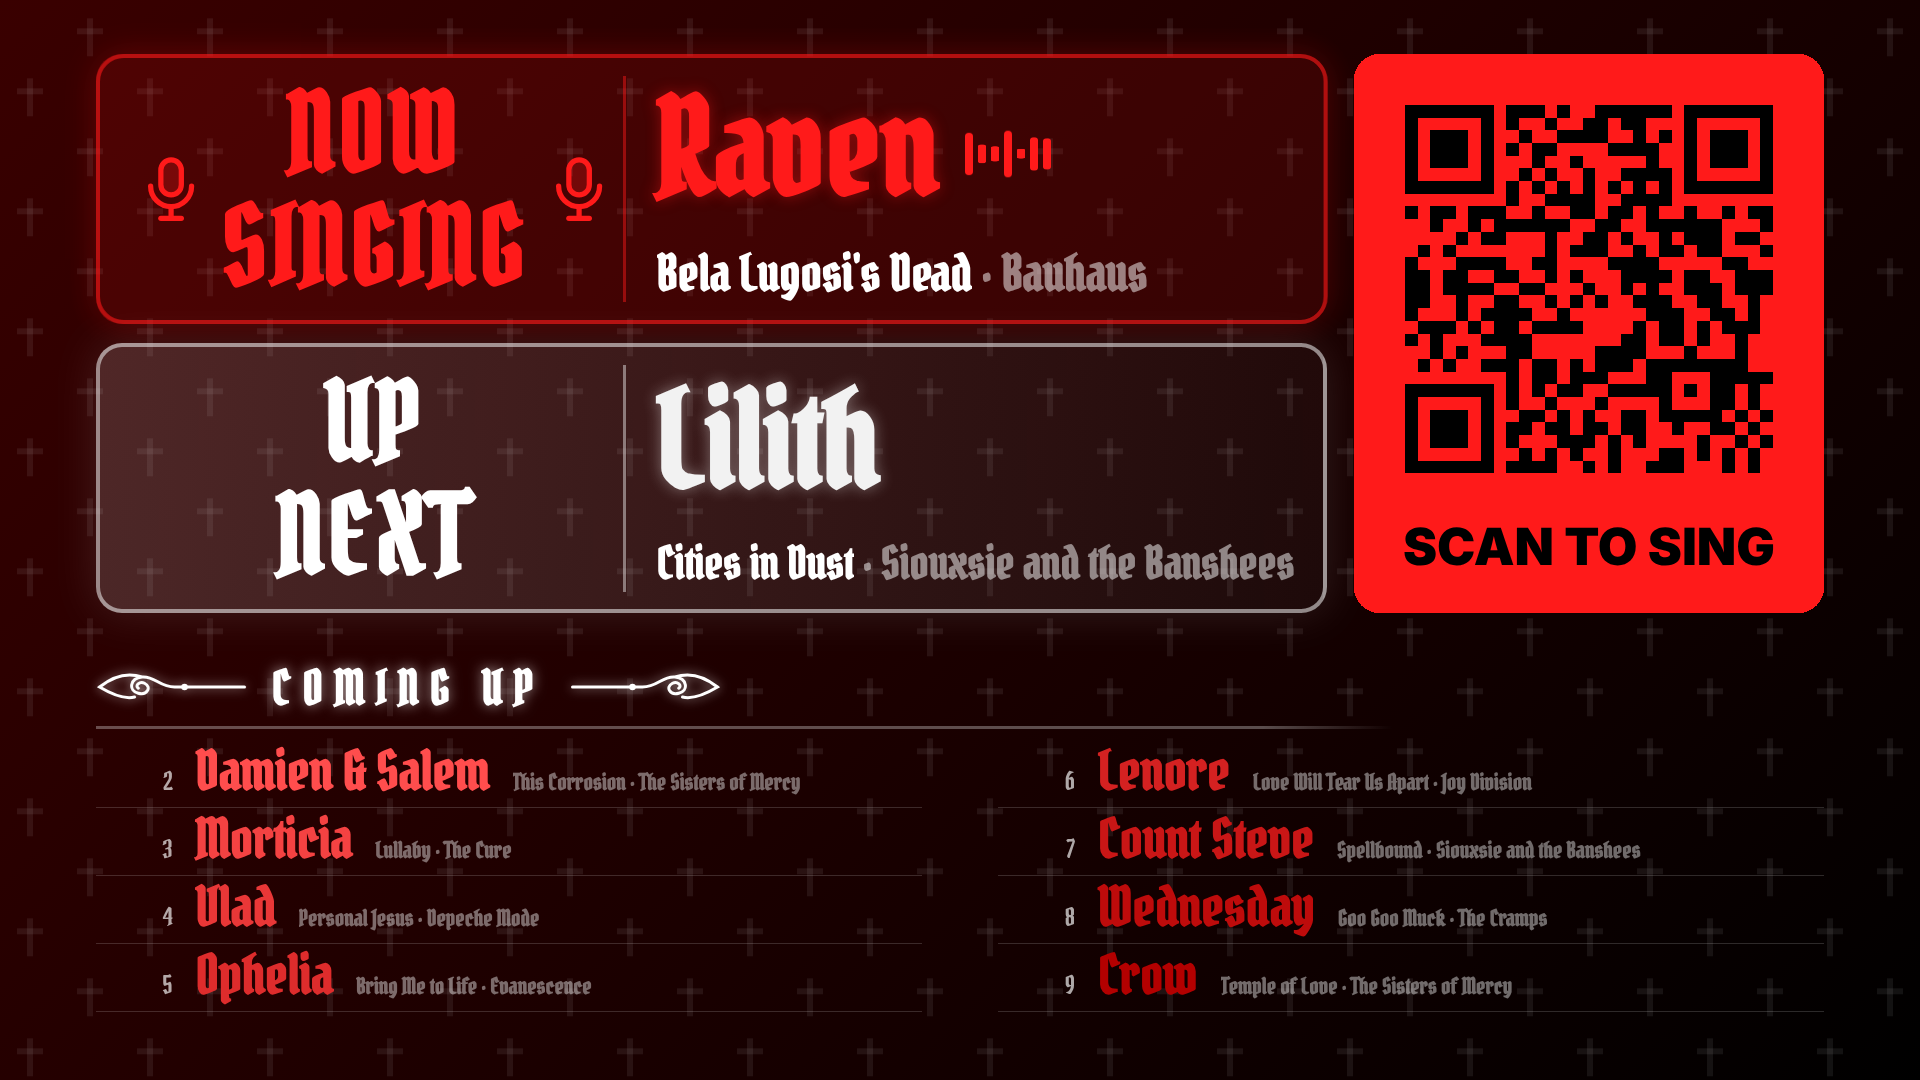 NOW
SINGING
Raven
Bela Lugosi's Dead · Bauhaus
UP
NEXT
Lilith
Cities in Dust · Siouxsie and the Banshees
SCAN TO SING
COMING UP
2 Damien & Salem This Corrosion · The Sisters of Mercy
3 Morticia Lullaby · The Cure
4 Vlad Personal Jesus · Depeche Mode
5 Ophelia Bring Me to Life · Evanescence
6 Lenore Love Will Tear Us Apart · Joy Division
7 Count Steve Spellbound · Siouxsie and the Banshees
8 Wednesday Goo Goo Muck · The Cramps
9 Crow Temple of Love · The Sisters of Mercy